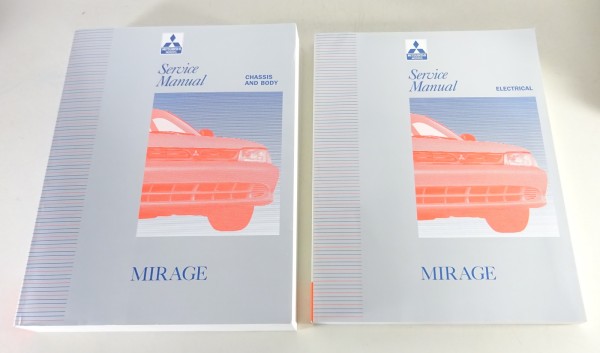 Service
Manual
CHASSIS
AND BODY
MIRAGE
Service
Manual
ELECTRICAL
MIRAGE